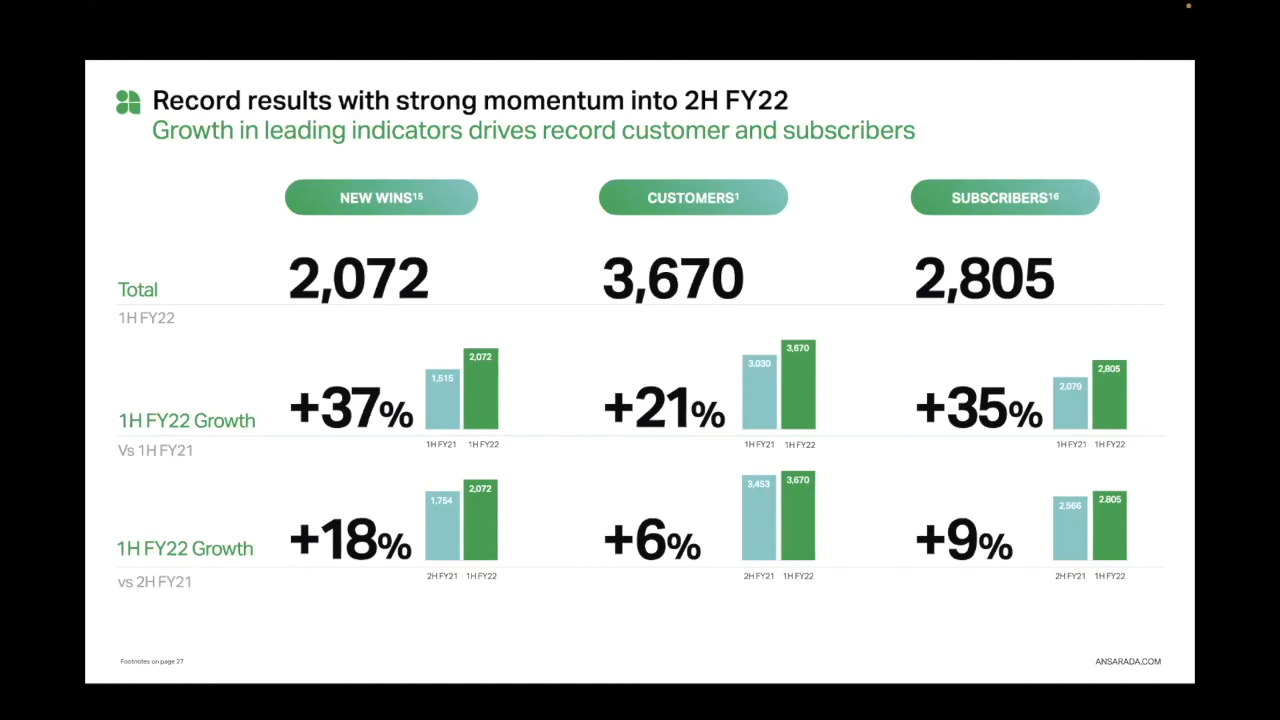 Record results with strong momentum into 2H FY22
Growth in leading indicators drives record customer and subscribers
NEW WINS¹⁵
CUSTOMERS¹
SUBSCRIBERS¹⁶
Total
2,072
3,670
2,805
1H FY22
1H FY22 Growth
+37%
1,515
2,072
+21%
3,030
3,670
+35%
2,079
2,805
Vs 1H FY21
1H FY21
1H FY22
1H FY21
1H FY22
1H FY21
1H FY22
1H FY22 Growth
+18%
1,754
2,072
+6%
3,453
3,670
+9%
2,566
2.805
vs 2H FY21
2H FY21
1H FY22
2H FY21
1H FY22
2H FY21
1H FY22
Footnotes on page 27
ANSARADA.COM